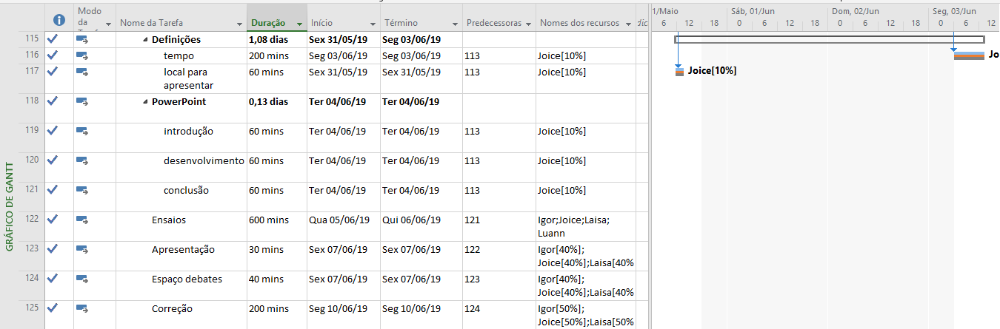 Modo da
Nome da Tarefa
Duração
Início
Término
Predecessoras
Nomes dos recursos
1/Maio
Sáb, 01/Jun
Dom, 02/Jun
Seg, 03/Jun
6 12 18 0 6 12 18 0 6 12 18 0 6 12
115 Definições 1,08 dias Sex 31/05/19 Seg 03/06/19
116 tempo 200 mins Seg 03/06/19 Seg 03/06/19 113 Joice[10%]
Jo
117 local para 60 mins Sex 31/05/19 Sex 31/05/19 113 Joice[10%]
apresentar
Joice[10%]
118 PowerPoint 0,13 dias Ter 04/06/19 Ter 04/06/19
119 introdução 60 mins Ter 04/06/19 Ter 04/06/19 113 Joice[10%]
120 desenvolvimento 60 mins Ter 04/06/19 Ter 04/06/19 113 Joice[10%]
121 conclusão 60 mins Ter 04/06/19 Ter 04/06/19 113 Joice[10%]
122 Ensaios 600 mins Qua 05/06/19 Qui 06/06/19 121 Igor;Joice;Laisa;
Luann
123 Apresentação 30 mins Sex 07/06/19 Sex 07/06/19 122 Igor[40%];
Joice[40%];Laisa[40%
124 Espaço debates 40 mins Sex 07/06/19 Sex 07/06/19 123 Igor[40%];
Joice[40%];Laisa[40%
125 Correção 200 mins Seg 10/06/19 Seg 10/06/19 124 Igor[50%];
Joice[50%];Laisa[50%
GRÁFICO DE GANTT